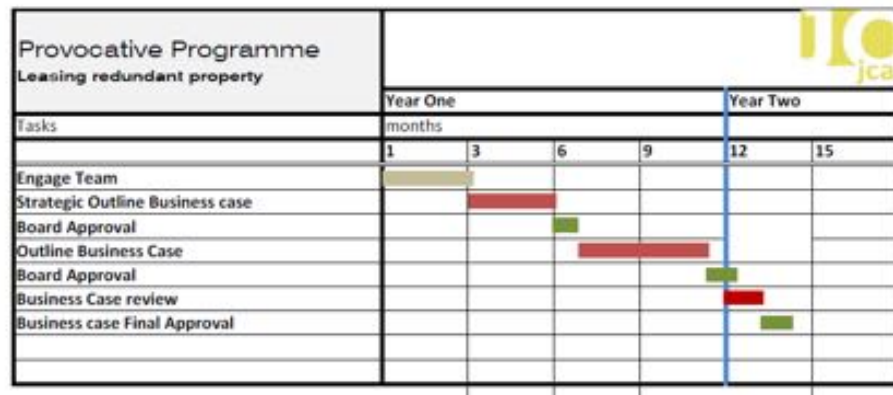 Provocative Programme
Leasing redundant property
10
jca
Year One Year Two
Tasks months
1 3 6 9 12 15
Engage Team
Strategic Outline Business case
Board Approval
Outline Business Case
Board Approval
Business Case review
Business case Final Approval